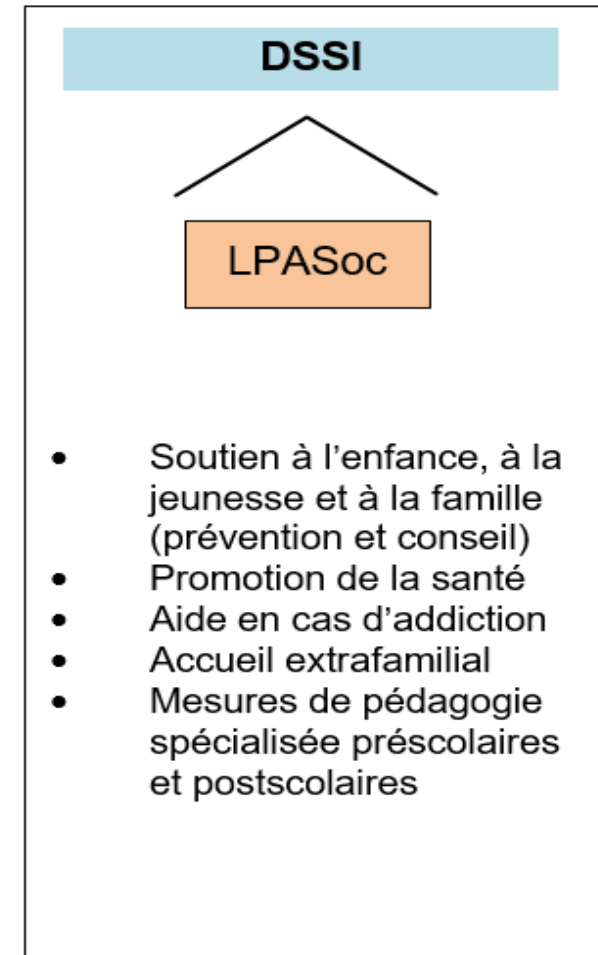 DSSI
LPASoc
• Soutien à l’enfance, à la
jeunesse et à la famille
(prévention et conseil)
• Promotion de la santé
• Aide en cas d’addiction
• Accueil extrafamilial
• Mesures de pédagogie
spécialisée préscolaires
et postscolaires